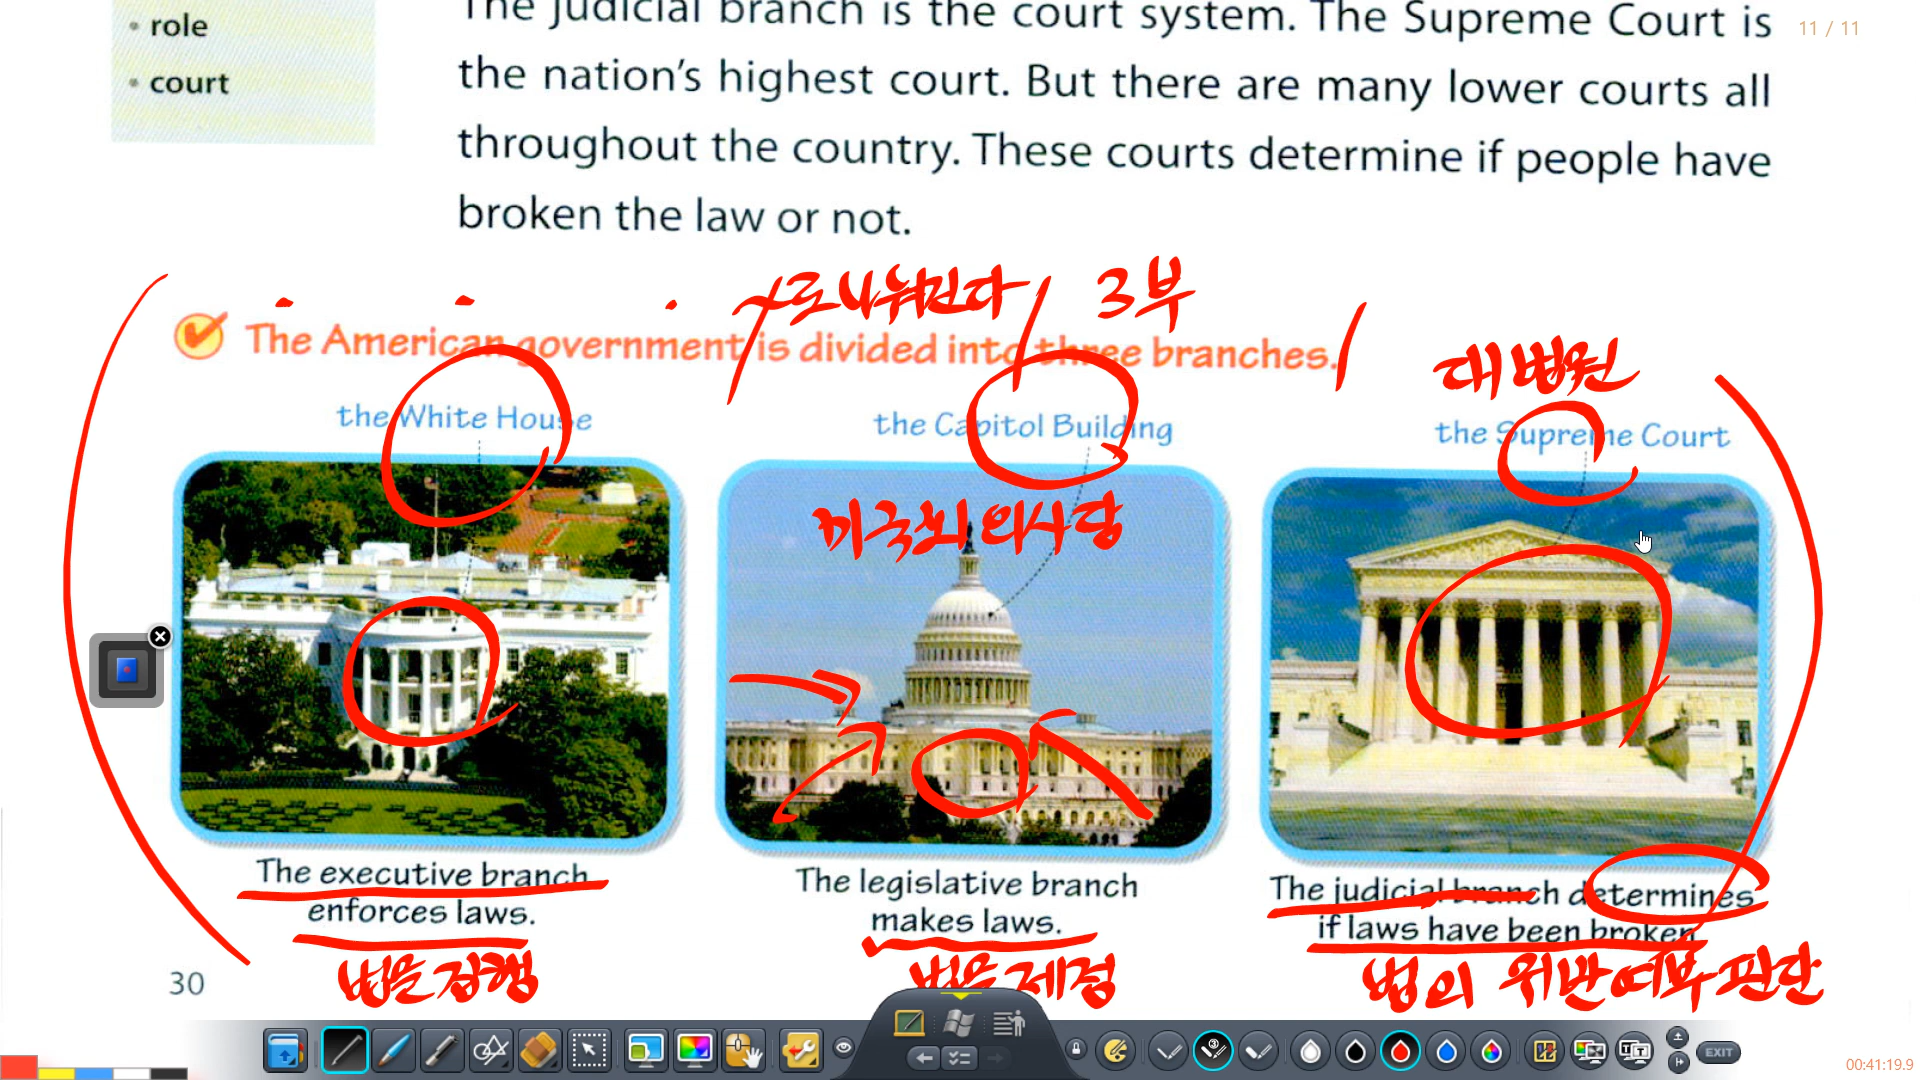 • role
• court
The judicial branch is the court system. The Supreme Court is
the nation's highest court. But there are many lower courts all
throughout the country. These courts determine if people have
broken the law or not.
11 / 11
로 나뉘진다 3부
The American government is divided into three branches.
대법원
the White House
the Capitol Building
the Supreme Court
미국회의사당
The executive branch
enforces laws.
The legislative branch
makes laws.
The judicial branch determines
if laws have been broken.
법을 집행
법을 제정
법의 위반여부 판단
30
EXIT
00:41:19.9